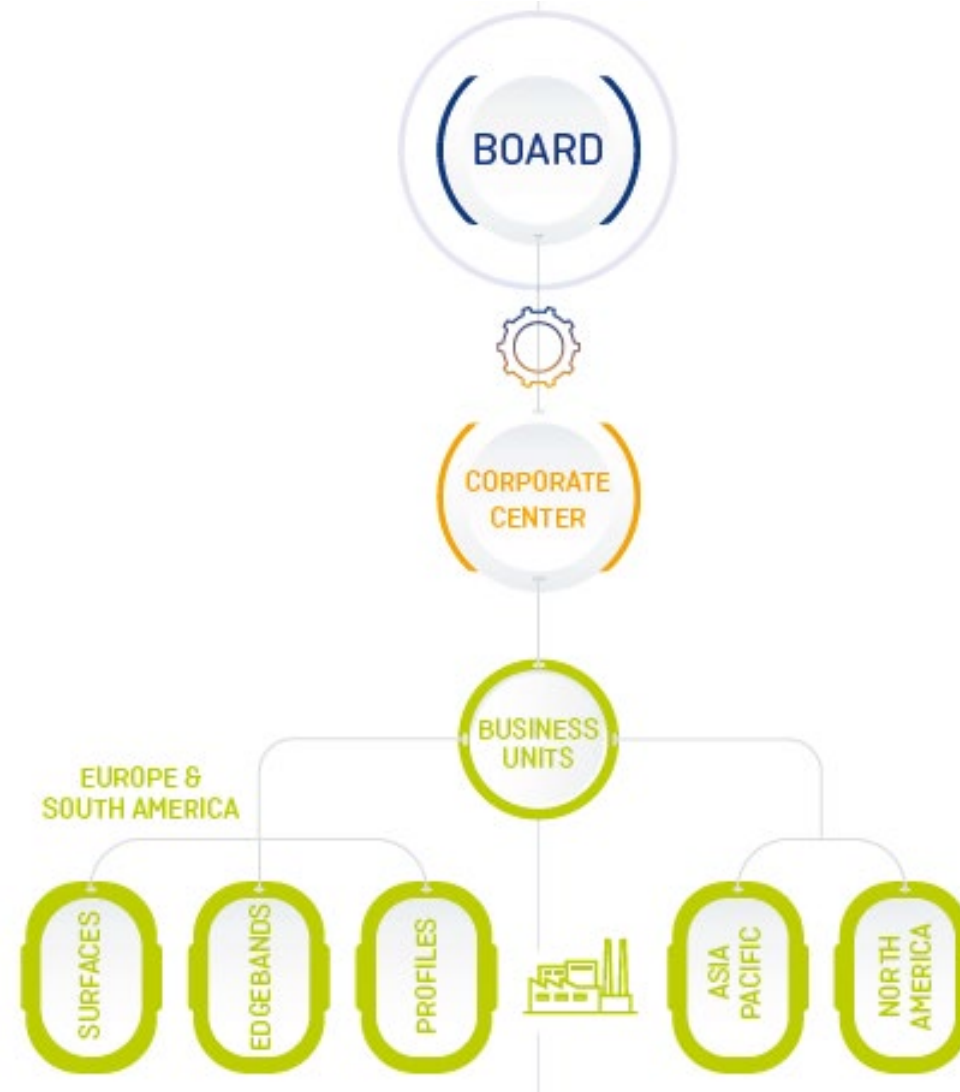 BOARD
CORPORATE
CENTER
BUSINESS
UNITS
EUROPE &
SOUTH AMERICA
SURFACES
EDGEBANDS
PROFILES
ASIA
PACIFIC
NORTH
AMERICA